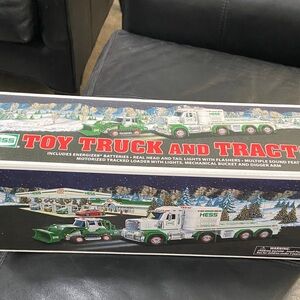 HESS TOY TRUCK AND TRACT
INCLUDES ENERGIZER® BATTERIES • REAL HEAD AND TAIL LIGHTS WITH FLASHERS • MULTIPLE SOUND FEAT
MOTORIZED TRACKED LOADER WITH LIGHTS, MECHANICAL BUCKET AND DIGGER ARM
HESS
WARNING: